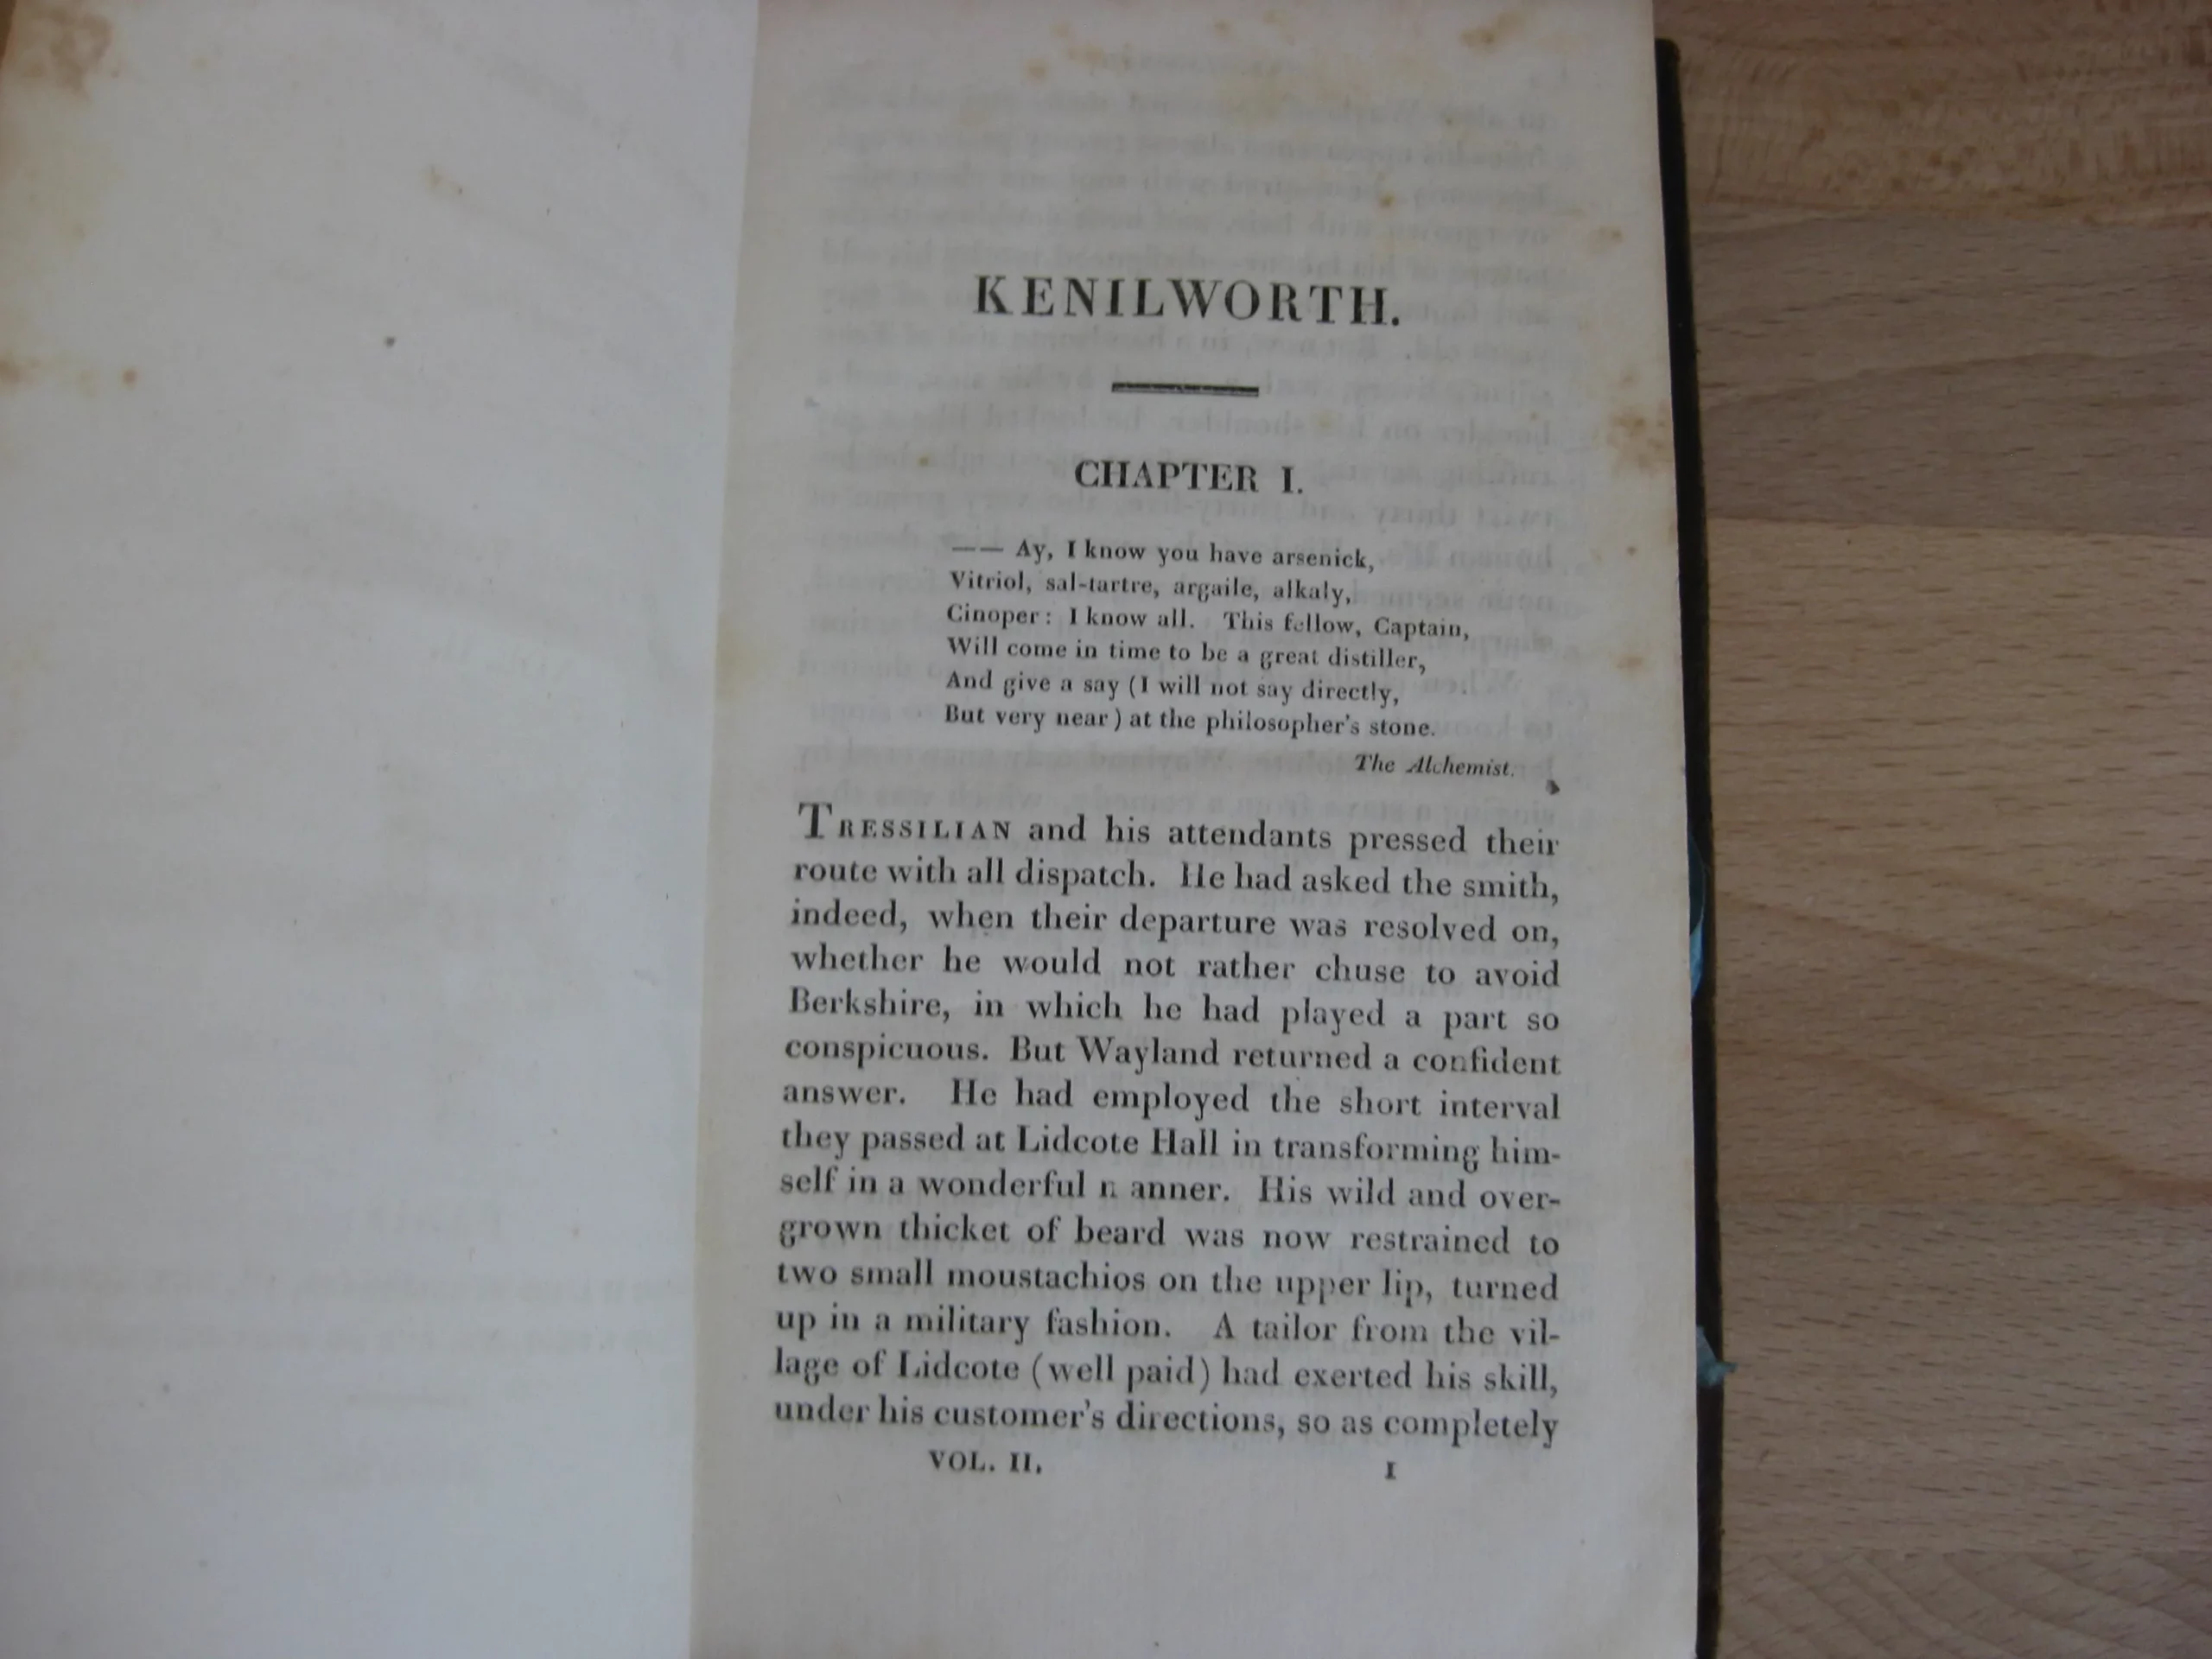 KENILWORTH.
CHAPTER I.
—— Ay, I know you have arsenick,
Vitriol, sal-tartre, argaile, alkaly,
Cinoper: I know all. This fellow, Captain,
Will come in time to be a great distiller,
And give a say (I will not say directly,
But very near) at the philosopher's stone.
The Alchemist.
TRESSILIAN and his attendants pressed their
route with all dispatch. He had asked the smith,
indeed, when their departure was resolved on,
whether he would not rather chuse to avoid
Berkshire, in which he had played a part so
conspicuous. But Wayland returned a confident
answer. He had employed the short interval
they passed at Lidcote Hall in transforming him-
self in a wonderful manner. His wild and over-
grown thicket of beard was now restrained to
two small moustachios on the upper lip, turned
up in a military fashion. A tailor from the vil-
lage of Lidcote (well paid) had exerted his skill,
under his customer's directions, so as completely
VOL. II. I